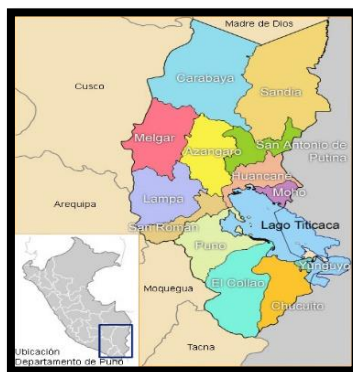 Madre de Dios
Cusco
Carabaya
Sandia
Melgar
Azángaro
San Antonio de
Putina
Huancané
Moho
Lampa
Arequipa
Lago Titicaca
San Román
Puno
Yunguyo
El Collao
Moquegua
Chucuito
Tacna
Ubicación
Departamento de Puno